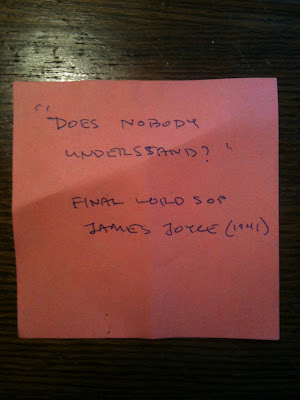 "DOES NOBODY
UNDERSTAND?"
FINAL WORDS OF
JAMES JOYCE (1941)